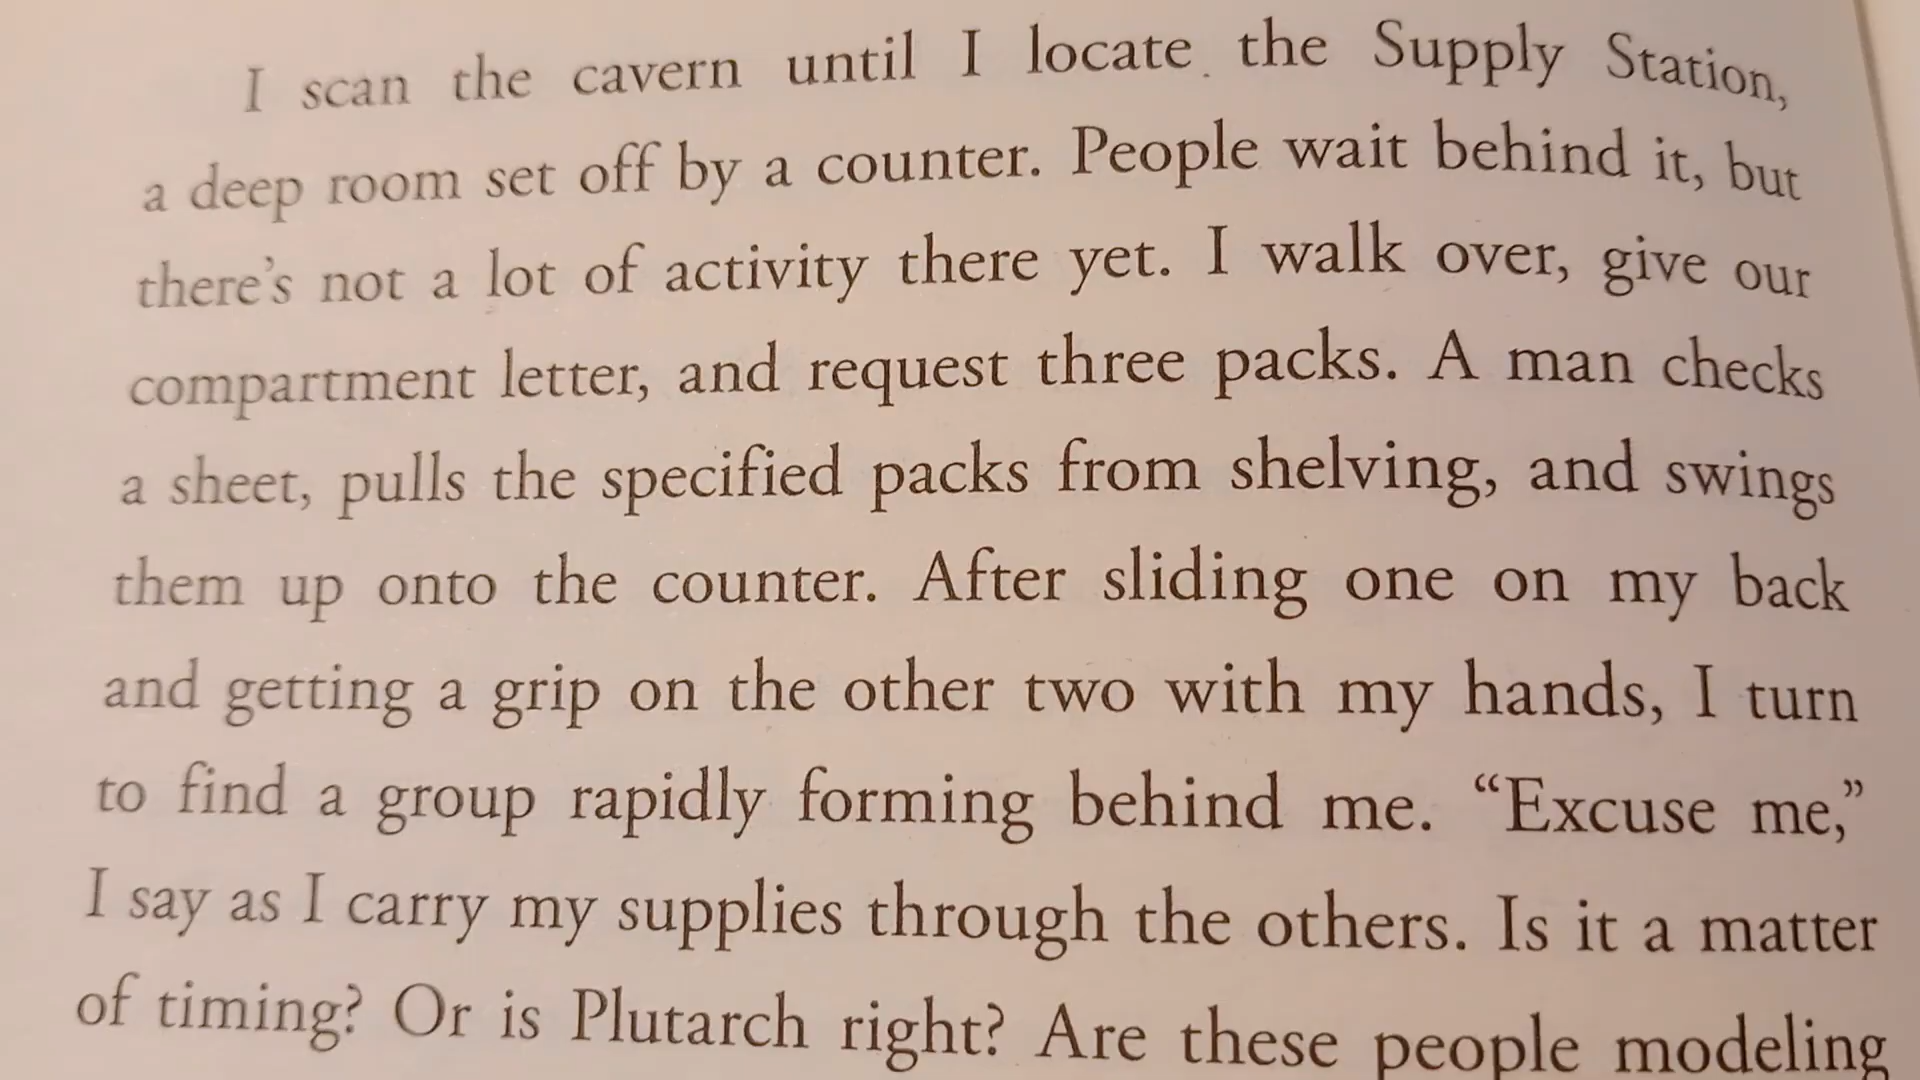 I scan the cavern until I locate the Supply Station,
a deep room set off by a counter. People wait behind it, but
there’s not a lot of activity there yet. I walk over, give our
compartment letter, and request three packs. A man checks
a sheet, pulls the specified packs from shelving, and swings
them up onto the counter. After sliding one on my back
and getting a grip on the other two with my hands, I turn
to find a group rapidly forming behind me. “Excuse me,”
I say as I carry my supplies through the others. Is it a matter
of timing? Or is Plutarch right? Are these people modeling